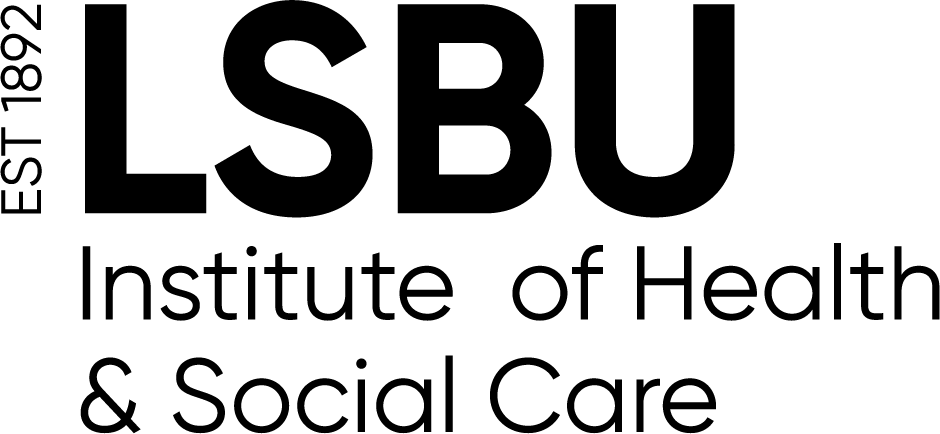 EST 1892
LSBU
Institute of Health
& Social Care